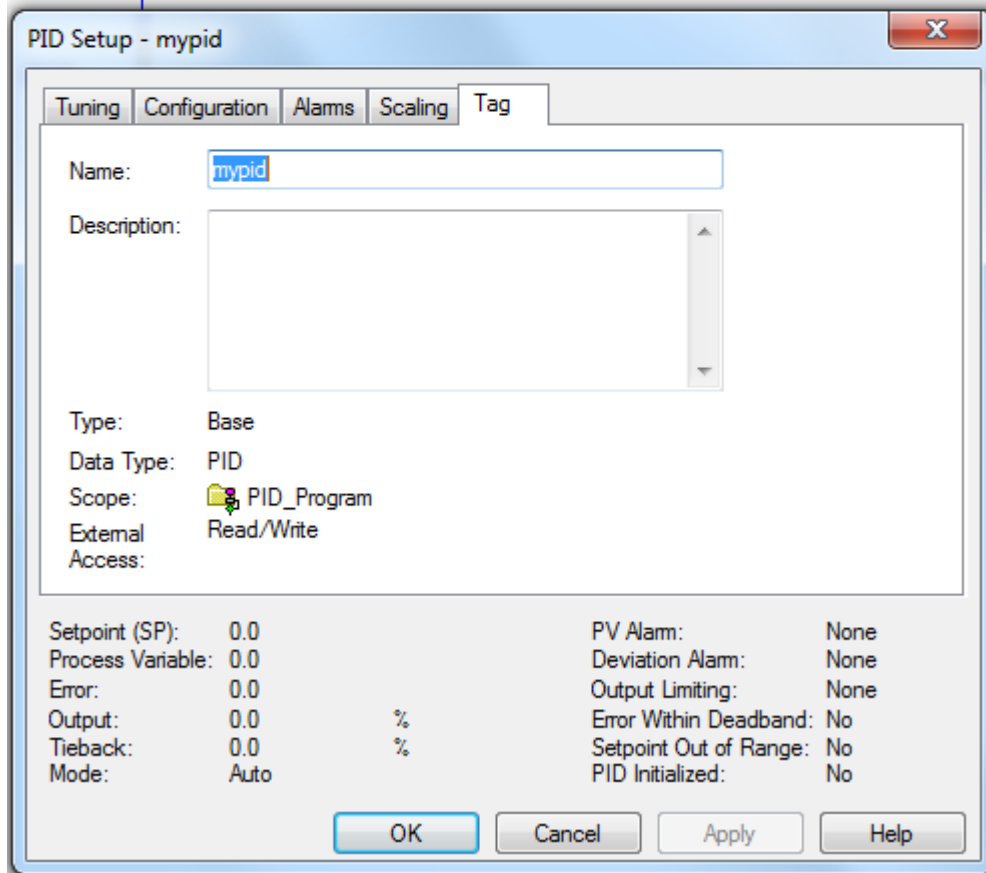 PID Setup - mypid
Tuning Configuration Alarms Scaling Tag
Name: mypid
Description:
Type: Base
Data Type: PID
Scope: PID_Program
External Access: Read/Write
Setpoint (SP): 0.0 PV Alarm: None
Process Variable: 0.0 Deviation Alarm: None
Error: 0.0 Output Limiting: None
Output: 0.0 % Error Within Deadband: No
Tieback: 0.0 % Setpoint Out of Range: No
Mode: Auto PID Initialized: No
OK Cancel Apply Help